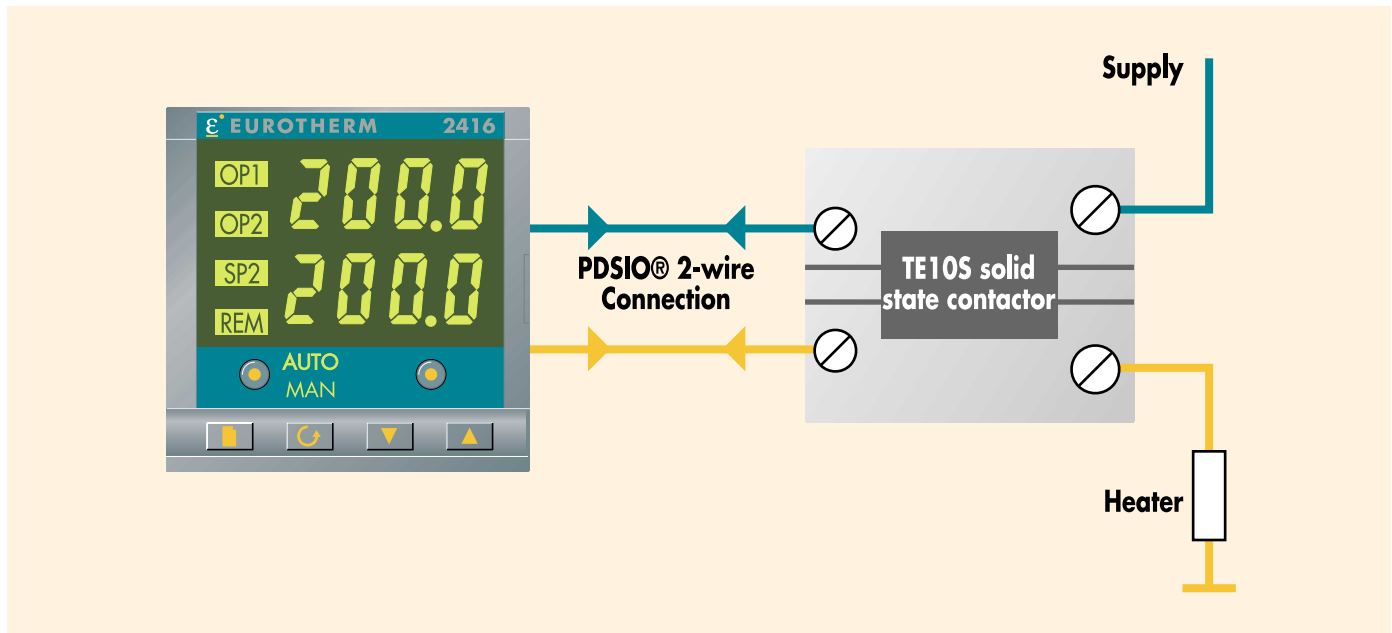 ε EUROTHERM 2416
OP1
200.0
OP2
SP2
200.0
REM
AUTO
MAN
PDSIO® 2-wire
Connection
Supply
TE10S solid
state contactor
Heater